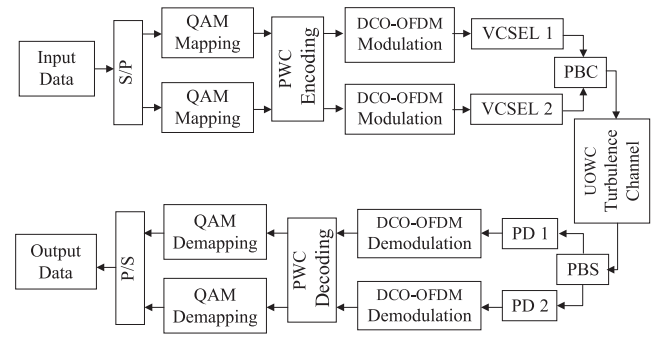 Input
Data
S/P
QAM
Mapping
QAM
Mapping
PWC
Encoding
DCO-OFDM
Modulation
DCO-OFDM
Modulation
VCSEL 1
VCSEL 2
PBC
UOWC
Turbulence
Channel
PBS
PD 1
PD 2
DCO-OFDM
Demodulation
DCO-OFDM
Demodulation
PWC
Decoding
QAM
Demapping
QAM
Demapping
P/S
Output
Data